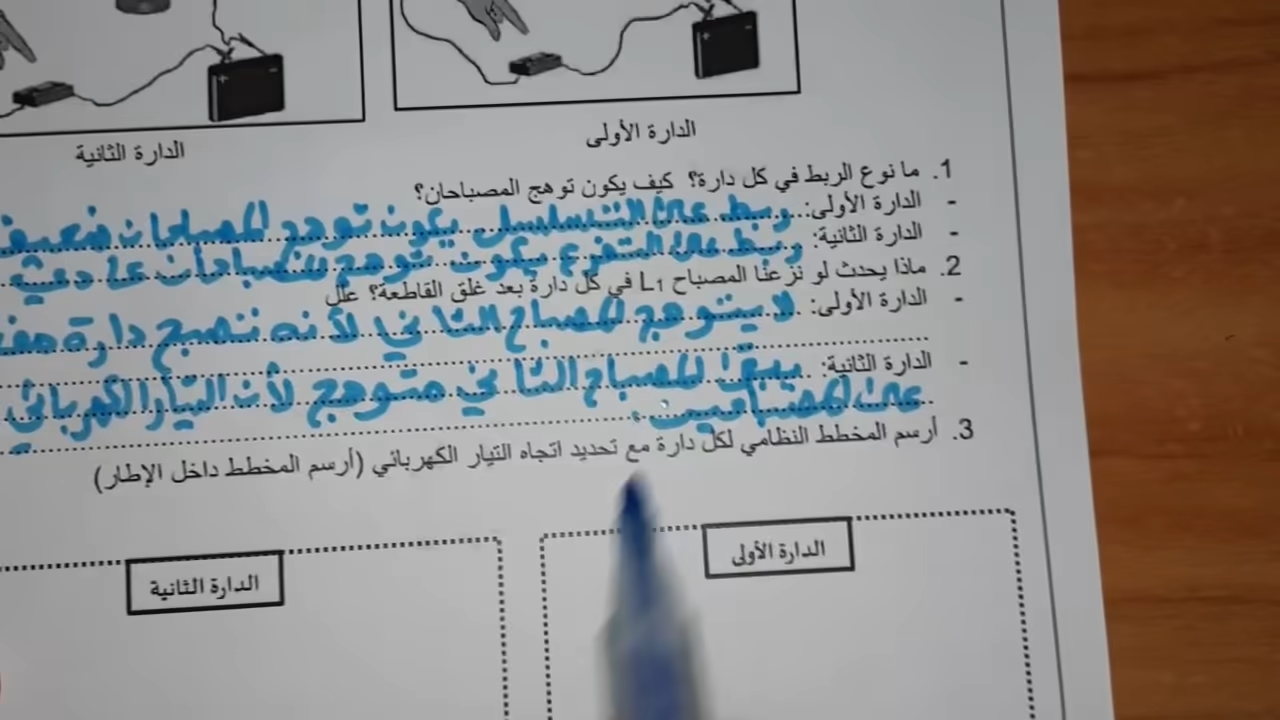 الدارة الأولى
الدارة الثانية
1. ما نوع الربط في كل دارة؟ كيف يكون توهج المصباحان؟
- الدارة الأولى: ربط على التسلسل يكون توهج المصباحان ضعيف
- الدارة الثانية: ربط على التفرع يكون توهج المصباحان عادي
2. ماذا يحدث لو نزعنا المصباح L1 في كل دارة بعد غلق القاطعة؟ علل
- الدارة الأولى: لا يتوهج المصباح الثاني لأنه تصبح دارة
- الدارة الثانية: يبقى المصباح الثاني متوهج لأن التيار الكهربائي
على المصباحين.
3. أرسم المخطط النظامي لكل دارة مع تحديد اتجاه التيار الكهربائي (أرسم المخطط داخل الإطار)
الدارة الأولى
الدارة الثانية